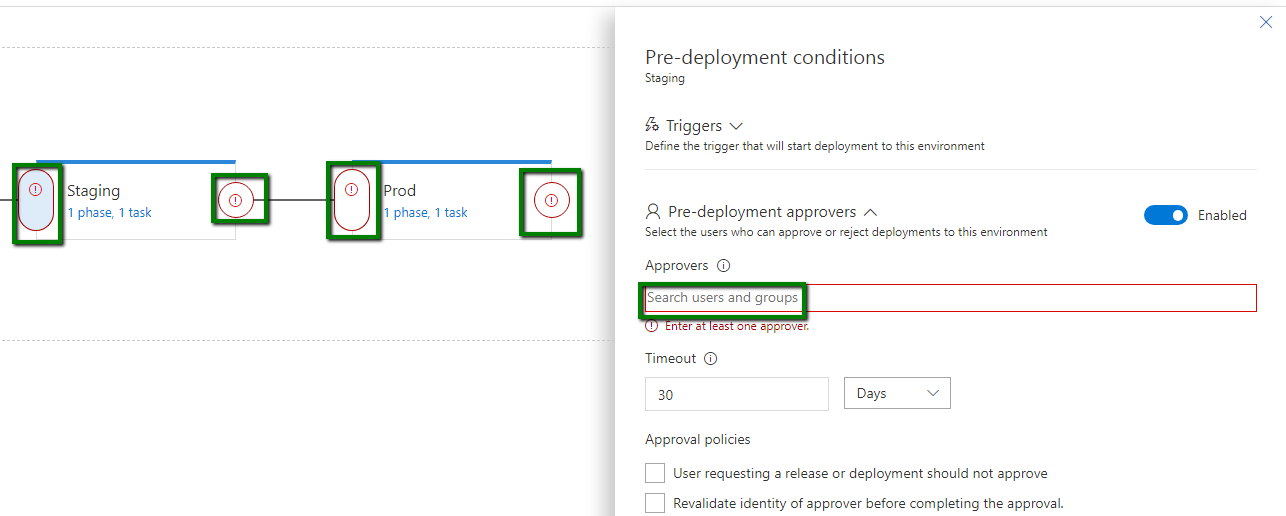 Staging
1 phase, 1 task
Prod
1 phase, 1 task
Pre-deployment conditions
Staging
Triggers
Define the trigger that will start deployment to this environment
Pre-deployment approvers
Enabled
Select the users who can approve or reject deployments to this environment
Approvers
Search users and groups
Enter at least one approver.
Timeout
30
Days
Approval policies
User requesting a release or deployment should not approve
Revalidate identity of approver before completing the approval.